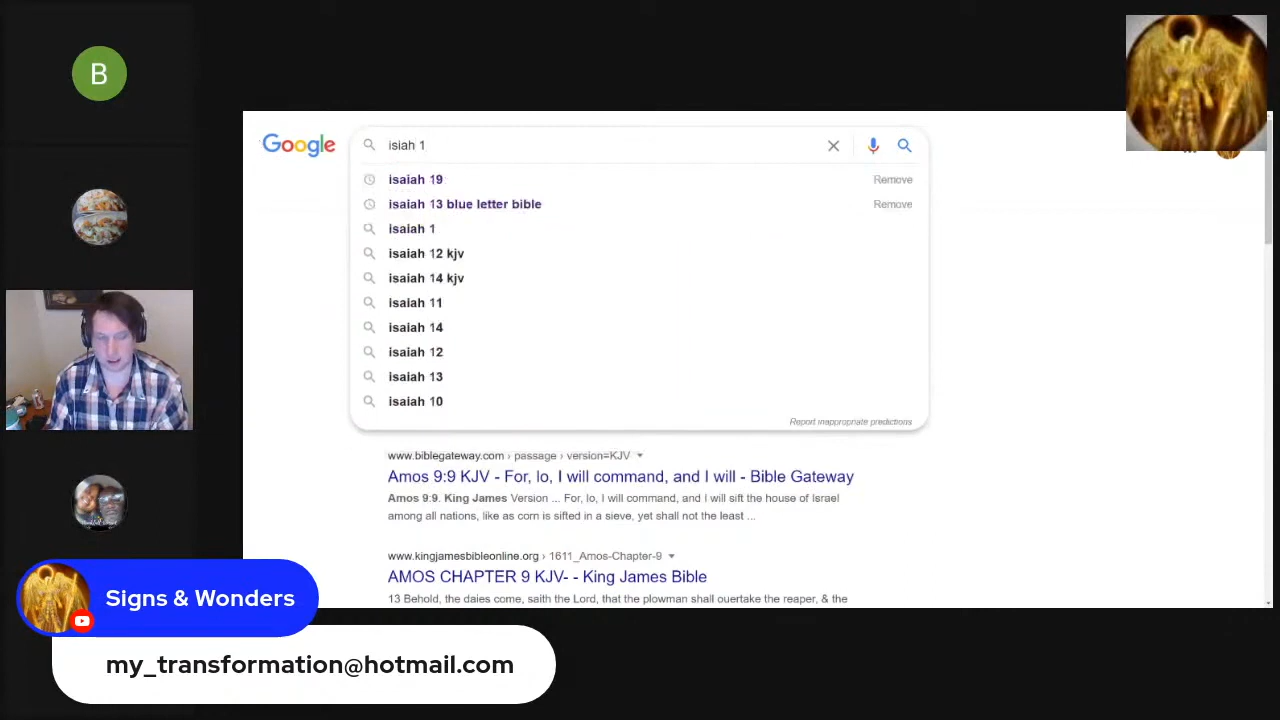 B
Google
isiah 1
isaiah 19
Remove
isaiah 13 blue letter bible
Remove
isaiah 1
isaiah 12 kjv
isaiah 14 kjv
isaiah 11
isaiah 14
isaiah 12
isaiah 13
isaiah 10
Report inappropriate predictions
www.biblegateway.com › passage › version=KJV
Amos 9:9 KJV - For, lo, I will command, and I will - Bible Gateway
Amos 9:9. King James Version ... For, lo, I will command, and I will sift the house of Israel
among all nations, like as corn is sifted in a sieve, yet shall not the least ...
www.kingjamesbibleonline.org › 1611_Amos-Chapter-9
AMOS CHAPTER 9 KJV- - King James Bible
13 Behold, the daies come, saith the Lord, that the plowman shall ouertake the reaper, & the
Signs & Wonders
my_transformation@hotmail.com